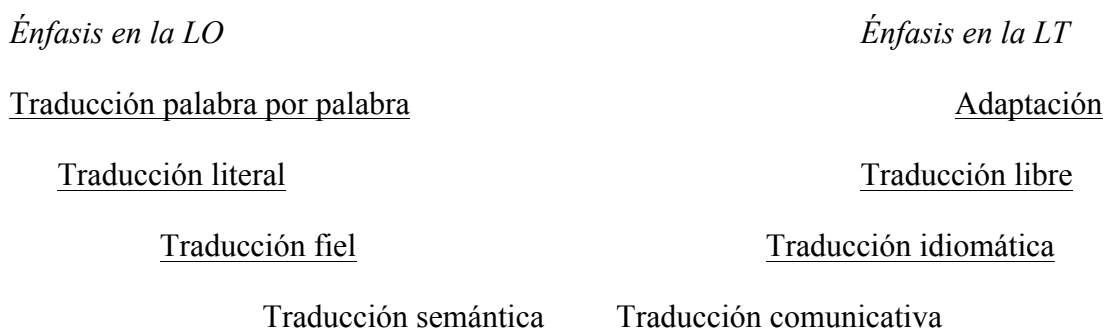 Énfasis en la LO Énfasis en la LT
Traducción palabra por palabra Adaptación
Traducción literal Traducción libre
Traducción fiel Traducción idiomática
Traducción semántica Traducción comunicativa